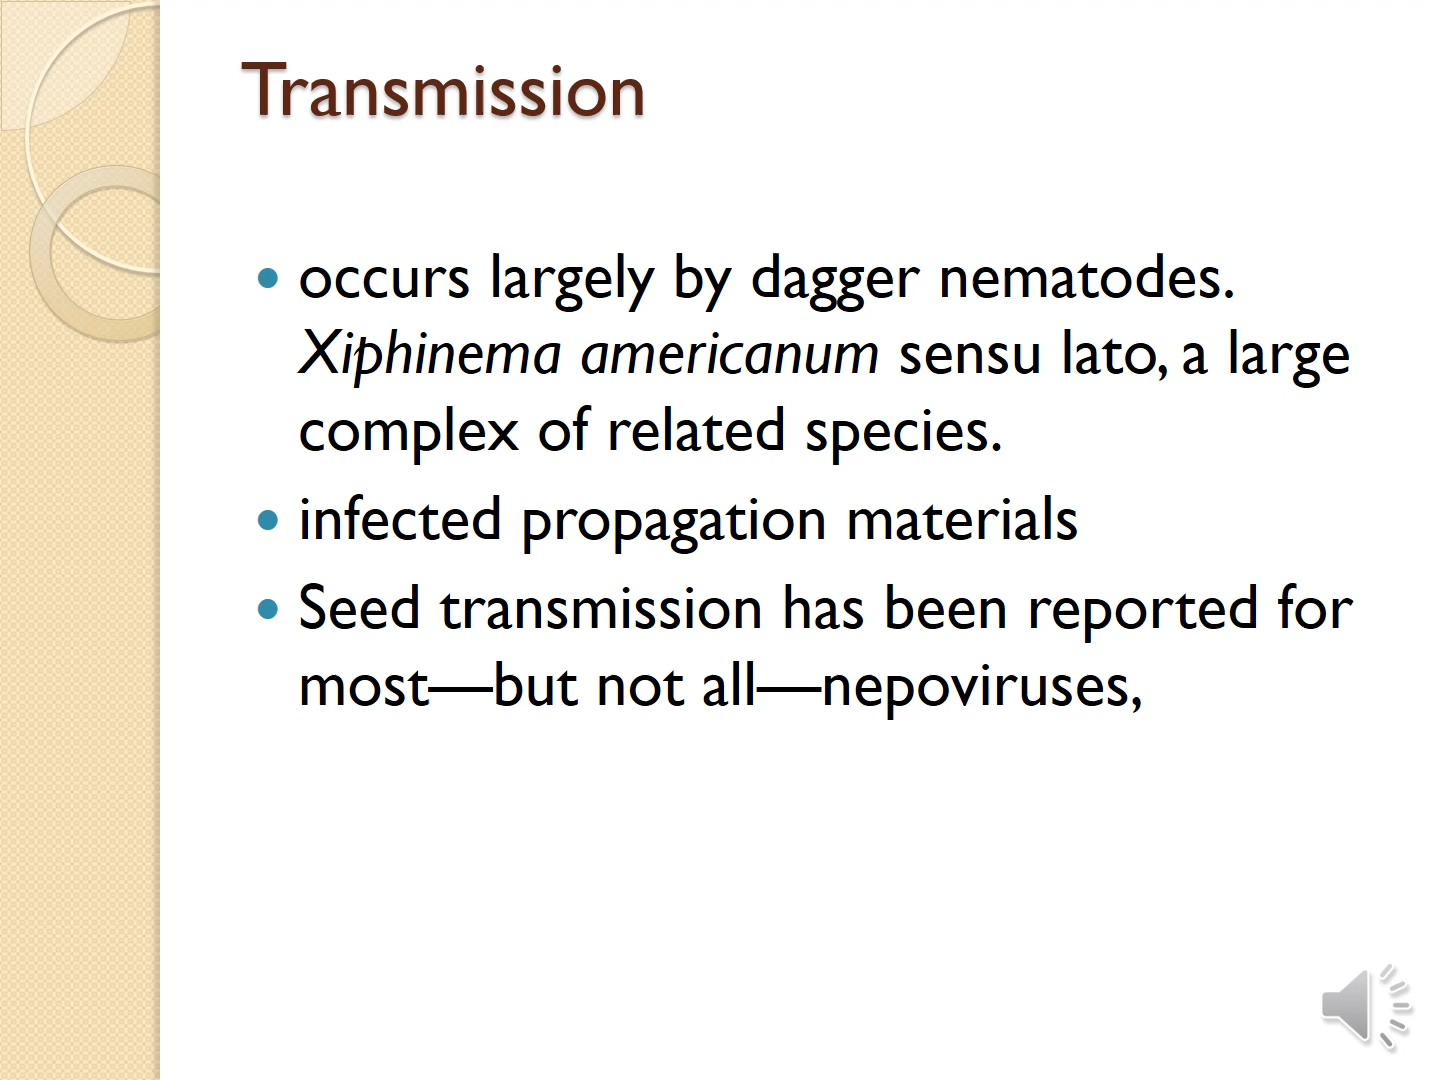 Transmission
• occurs largely by dagger nematodes.
Xiphinema americanum sensu lato, a large
complex of related species.
• infected propagation materials
• Seed transmission has been reported for
most—but not all—nepoviruses,